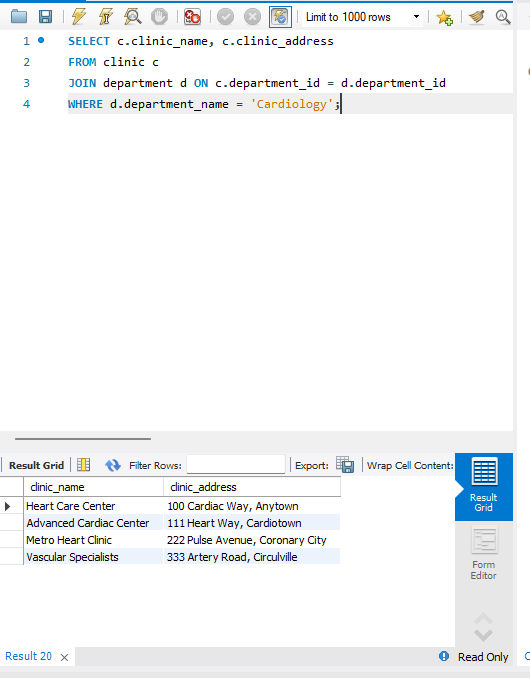 Limit to 1000 rows
1 SELECT c.clinic_name, c.clinic_address
2 FROM clinic c
3 JOIN department d ON c.department_id = d.department_id
4 WHERE d.department_name = 'Cardiology';
Result Grid Filter Rows: Export: Wrap Cell Content:
clinic_name clinic_address
Heart Care Center 100 Cardiac Way, Anytown
Advanced Cardiac Center 111 Heart Way, Cardiotown
Metro Heart Clinic 222 Pulse Avenue, Coronary City
Vascular Specialists 333 Artery Road, Circulville
Result
Grid
Form
Editor
Result 20 Read Only